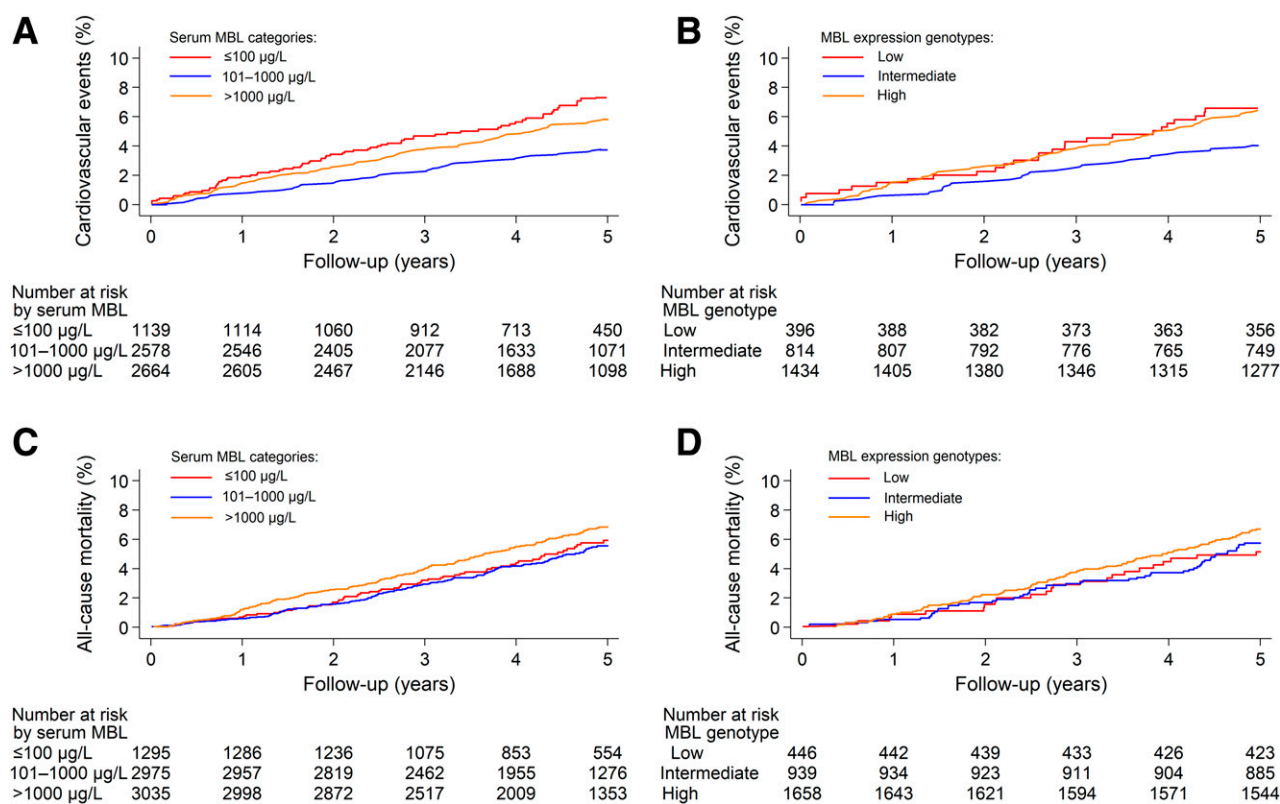 A
Cardiovascular events (%)
Serum MBL categories:
≤100 µg/L
101–1000 µg/L
>1000 µg/L
10
8
6
4
2
0
0 1 2 3 4 5
Follow-up (years)
Number at risk
by serum MBL
≤100 µg/L 1139 1114 1060 912 713 450
101–1000 µg/L 2578 2546 2405 2077 1633 1071
>1000 µg/L 2664 2605 2467 2146 1688 1098
B
Cardiovascular events (%)
MBL expression genotypes:
Low
Intermediate
High
10
8
6
4
2
0
0 1 2 3 4 5
Follow-up (years)
Number at risk
MBL genotype
Low 396 388 382 373 363 356
Intermediate 814 807 792 776 765 749
High 1434 1405 1380 1346 1315 1277
C
All-cause mortality (%)
Serum MBL categories:
≤100 µg/L
101–1000 µg/L
>1000 µg/L
10
8
6
4
2
0
0 1 2 3 4 5
Follow-up (years)
Number at risk
by serum MBL
≤100 µg/L 1295 1286 1236 1075 853 554
101–1000 µg/L 2975 2957 2819 2462 1955 1276
>1000 µg/L 3035 2998 2872 2517 2009 1353
D
All-cause mortality (%)
MBL expression genotypes:
Low
Intermediate
High
10
8
6
4
2
0
0 1 2 3 4 5
Follow-up (years)
Number at risk
MBL genotype
Low 446 442 439 433 426 423
Intermediate 939 934 923 911 904 885
High 1658 1643 1621 1594 1571 1544